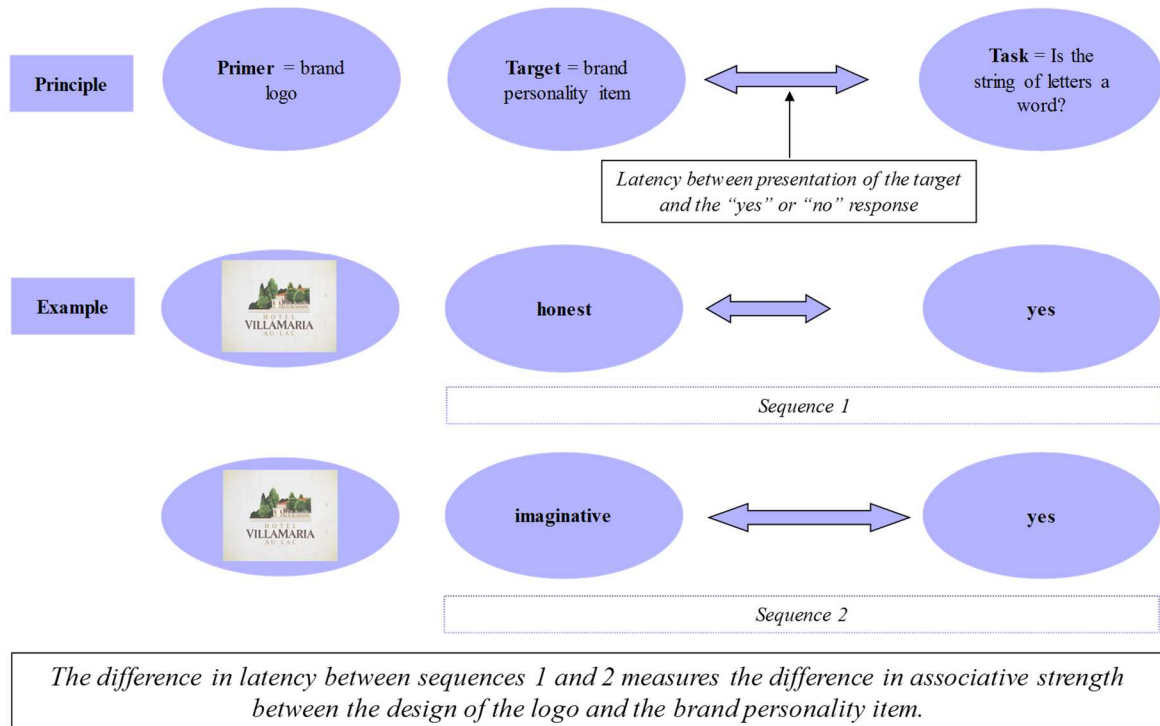 Principle
Primer = brand
logo
Target = brand
personality item
Task = Is the
string of letters a
word?
Latency between presentation of the target
and the “yes” or “no” response
Example
HOTEL
VILLAMARIA
AU LAC
honest
yes
Sequence 1
HOTEL
VILLAMARIA
AU LAC
imaginative
yes
Sequence 2
The difference in latency between sequences 1 and 2 measures the difference in associative strength
between the design of the logo and the brand personality item.